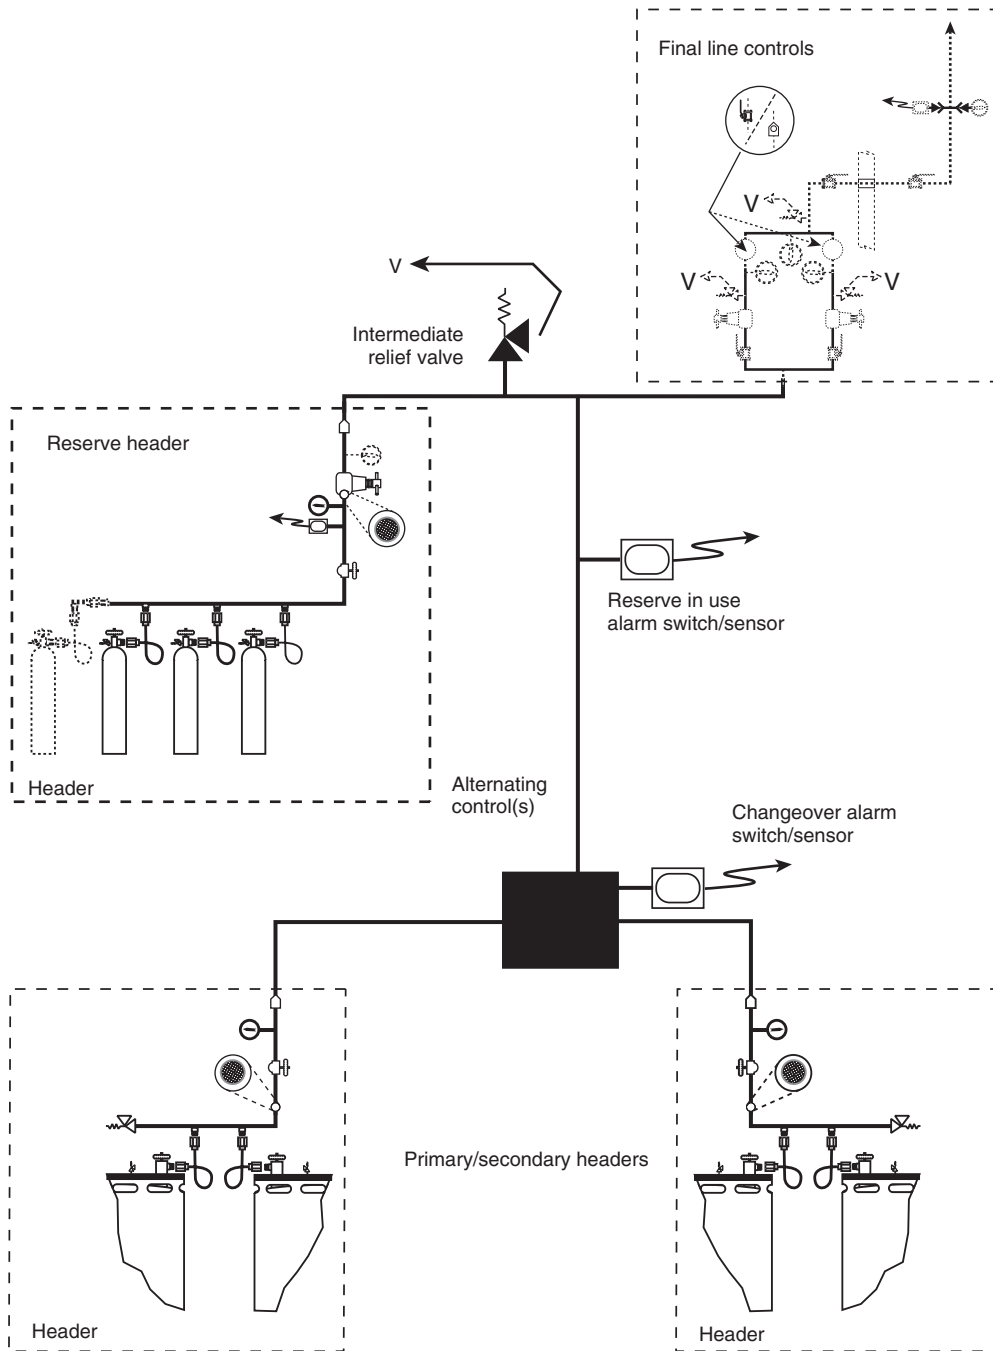 Final line controls
V
V
V
V
Intermediate
relief valve
Reserve header
Reserve in use
alarm switch/sensor
Header
Alternating
control(s)
Changeover alarm
switch/sensor
Primary/secondary headers
Header
Header